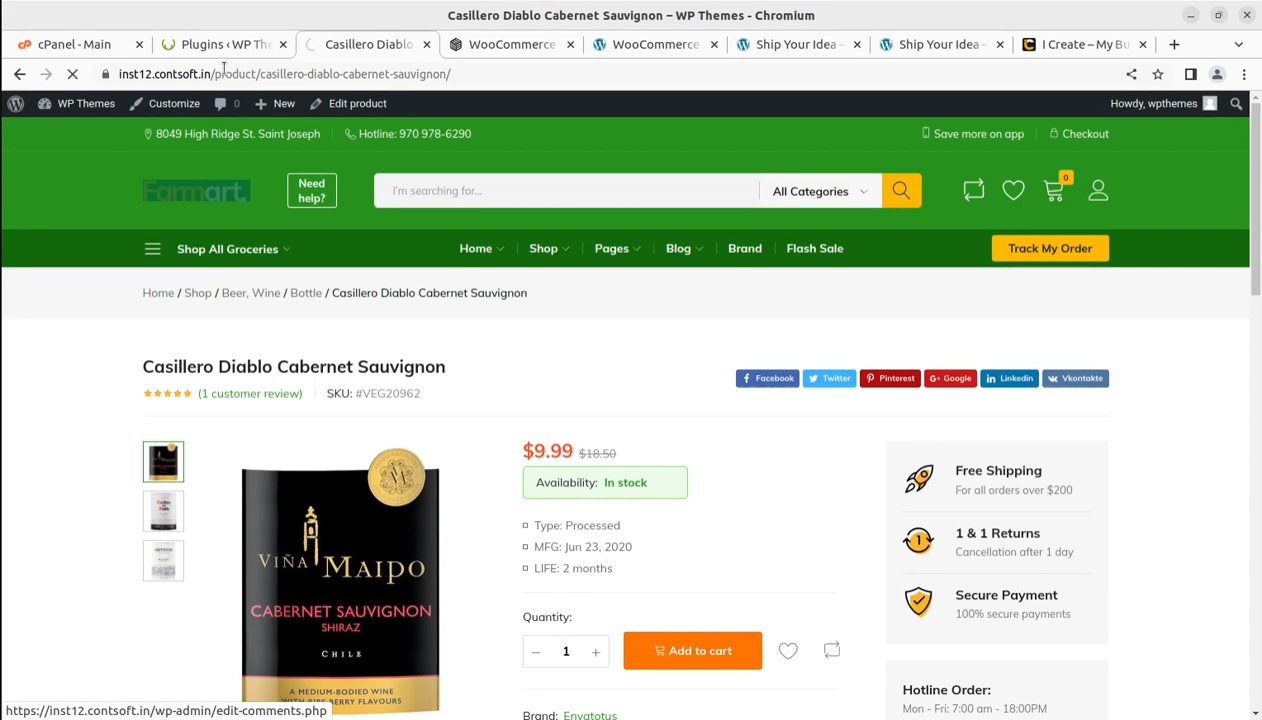 Casillero Diablo Cabernet Sauvignon – WP Themes - Chromium
cPanel - Main
Plugins ‹ WP The
Casillero Diablo
WooCommerce
WooCommerce
Ship Your Idea –
Ship Your Idea –
I Create – My Bu
inst12.contsoft.in/product/casillero-diablo-cabernet-sauvignon/
WP Themes
Customize
0
New
Edit product
Howdy, wpthemes
8049 High Ridge St. Saint Joseph
Hotline: 970 978-6290
Save more on app
Checkout
Farmart.
Need
help?
I'm searching for...
All Categories
0
Shop All Groceries
Home
Shop
Pages
Blog
Brand
Flash Sale
Track My Order
Home / Shop / Beer, Wine / Bottle / Casillero Diablo Cabernet Sauvignon
Casillero Diablo Cabernet Sauvignon
(1 customer review)
SKU: #VEG20962
Facebook
Twitter
Pinterest
Google
Linkedin
Vkontakte
$9.99 $18.50
Availability: In stock
Type: Processed
MFG: Jun 23, 2020
LIFE: 2 months
Quantity:
1
Add to cart
Brand: Envatotus
VIÑA MAIPO
CABERNET SAUVIGNON
SHIRAZ
CHILE
A MEDIUM-BODIED WINE
WITH RIPE BERRY FLAVOURS
Free Shipping
For all orders over $200
1
1 & 1 Returns
Cancellation after 1 day
Secure Payment
100% secure payments
Hotline Order:
Mon - Fri: 7:00 am - 18:00PM
https://inst12.contsoft.in/wp-admin/edit-comments.php